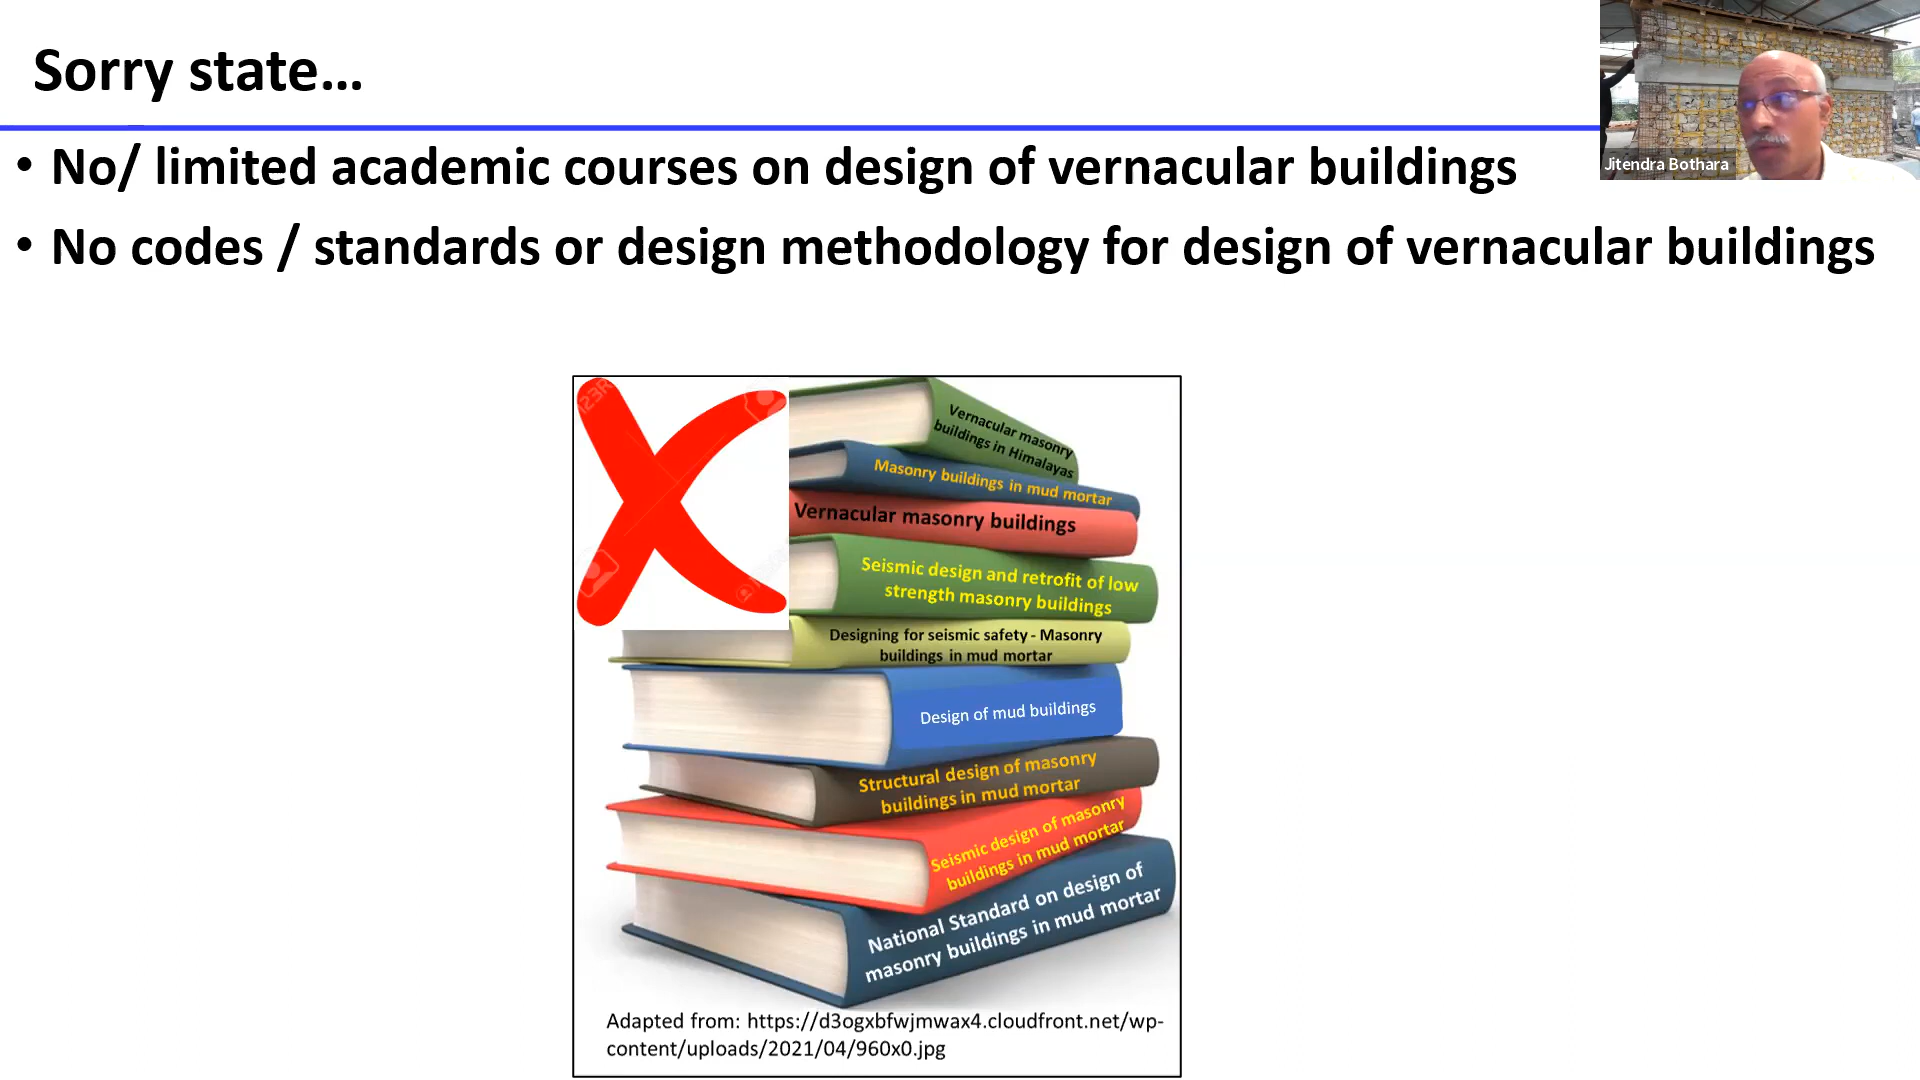 Sorry state...
Jitendra Bothara
• No/ limited academic courses on design of vernacular buildings
• No codes / standards or design methodology for design of vernacular buildings
123R
Vernacular masonry
buildings in Himalayas
Masonry buildings in mud mortar
Vernacular masonry buildings
Seismic design and retrofit of low
strength masonry buildings
Designing for seismic safety - Masonry
buildings in mud mortar
Design of mud buildings
Structural design of masonry
buildings in mud mortar
Seismic design of masonry
buildings in mud mortar
National Standard on design of
masonry buildings in mud mortar
Adapted from: https://d3ogxbfwjmwax4.cloudfront.net/wp-
content/uploads/2021/04/960x0.jpg